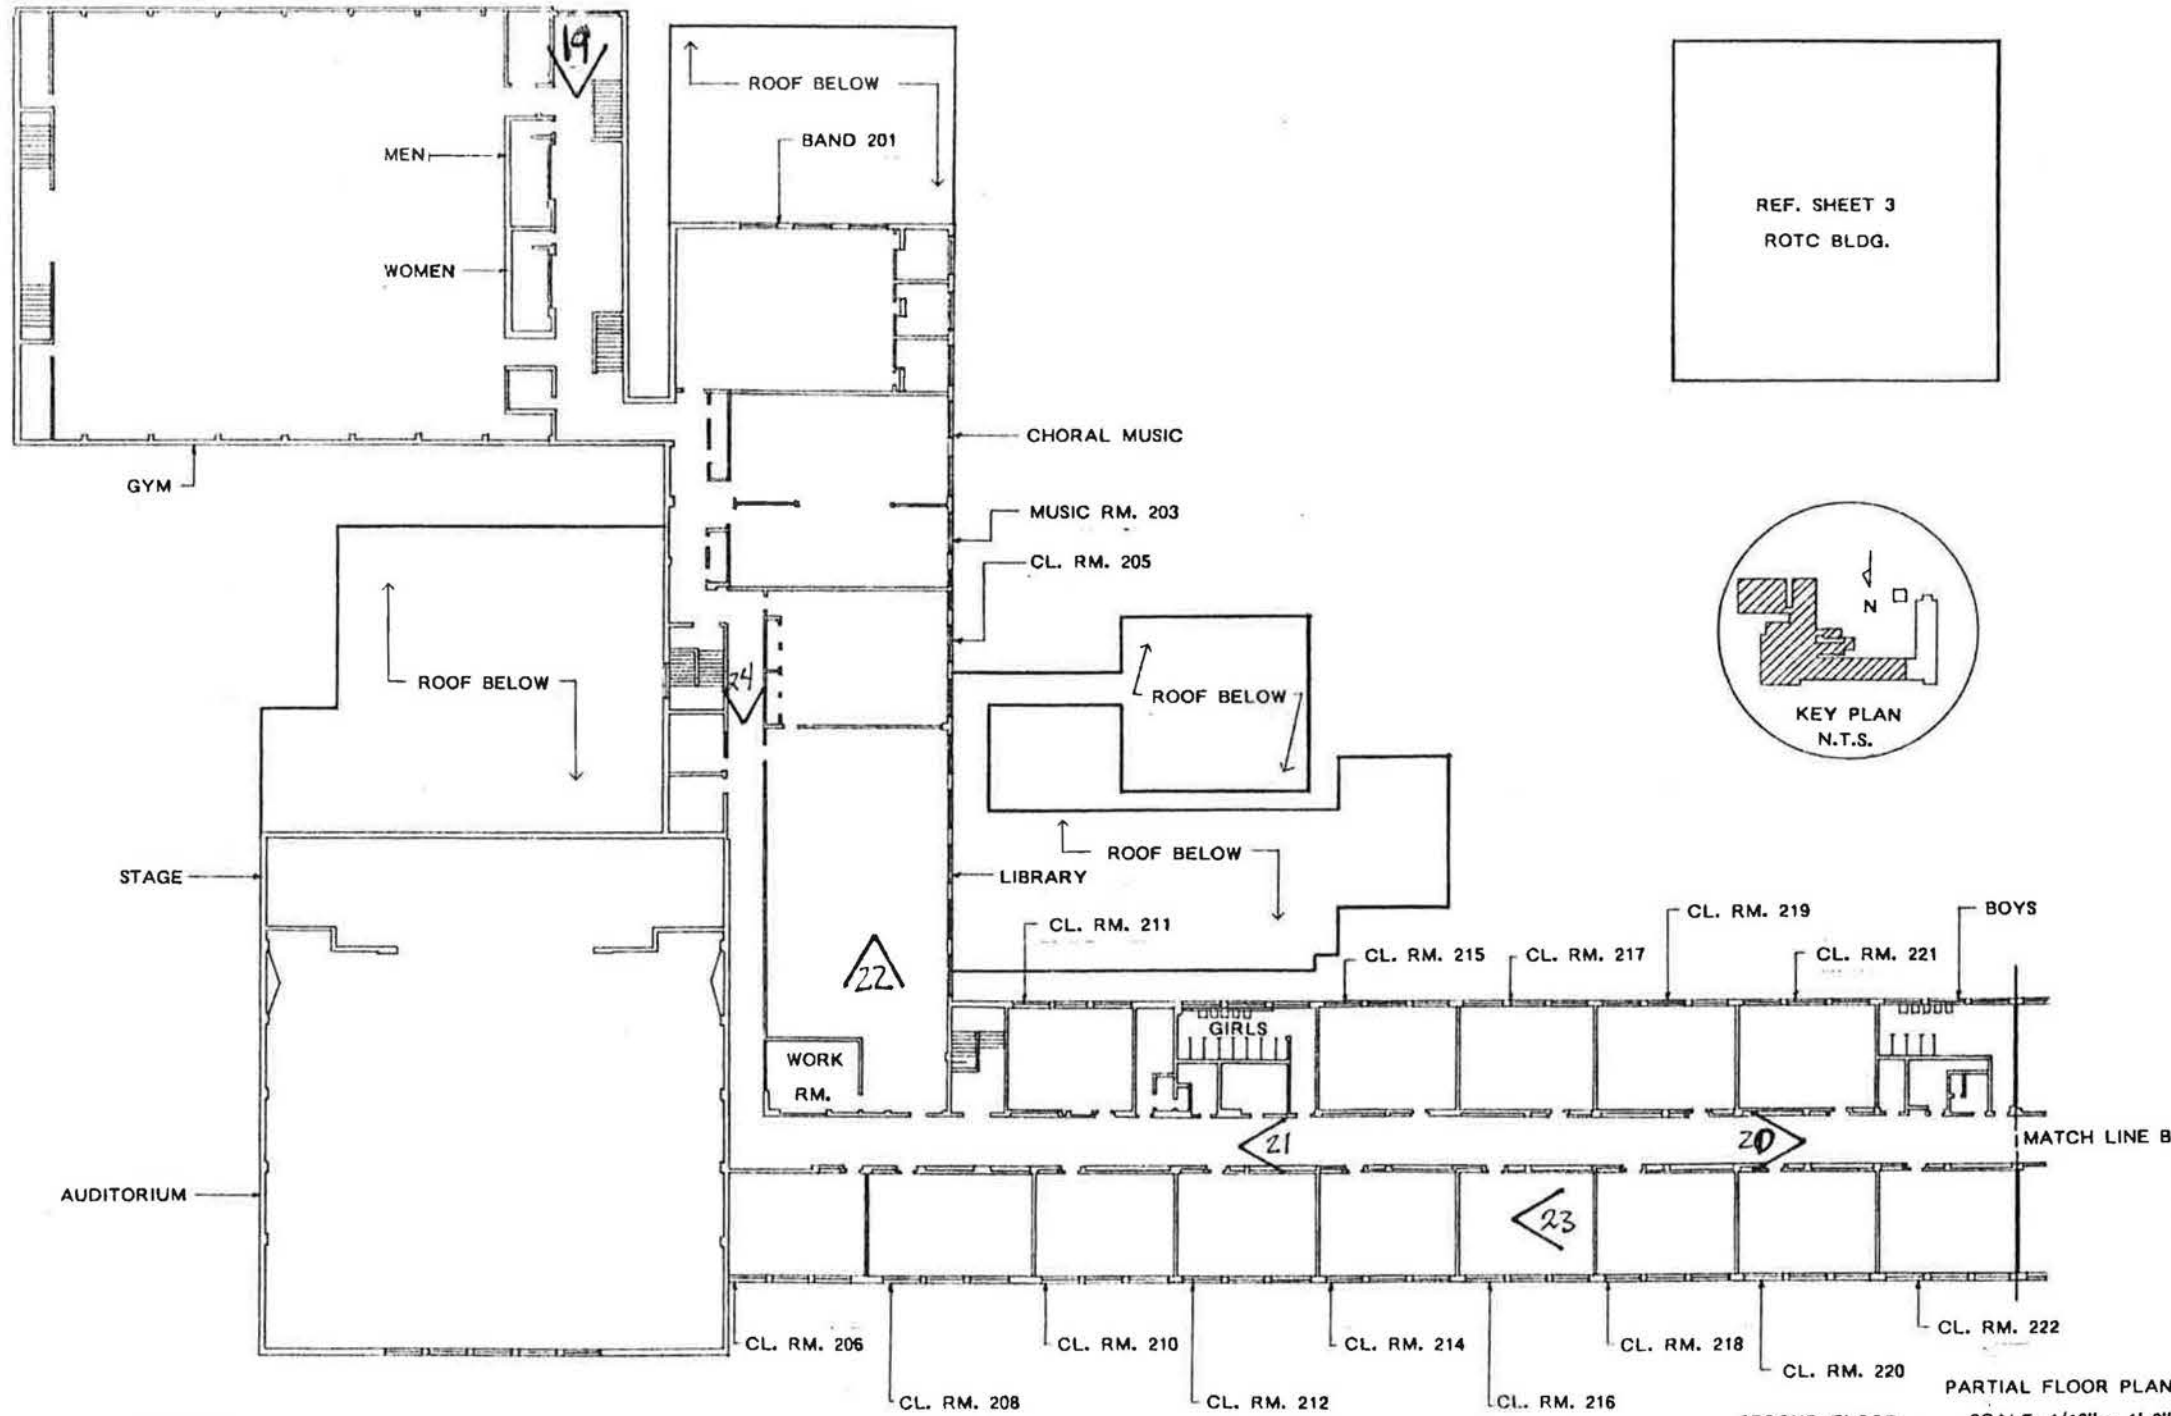 19
ROOF BELOW
BAND 201
MEN
WOMEN
REF. SHEET 3
ROTC BLDG.
CHORAL MUSIC
GYM
MUSIC RM. 203
CL. RM. 205
N
KEY PLAN
N.T.S.
ROOF BELOW
24
ROOF BELOW
ROOF BELOW
STAGE
LIBRARY
CL. RM. 211
CL. RM. 219
BOYS
CL. RM. 215
CL. RM. 217
CL. RM. 221
22
GIRLS
WORK
RM.
21
20
MATCH LINE B
AUDITORIUM
23
CL. RM. 206
CL. RM. 210
CL. RM. 214
CL. RM. 218
CL. RM. 222
CL. RM. 220
CL. RM. 208
CL. RM. 212
CL. RM. 216
PARTIAL FLOOR PLAN